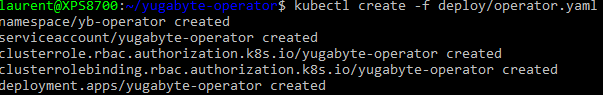 laurent@XPS8700:~/yugabyte-operator$ kubectl create -f deploy/operator.yaml
namespace/yb-operator created
serviceaccount/yugabyte-operator created
clusterrole.rbac.authorization.k8s.io/yugabyte-operator created
clusterrolebinding.rbac.authorization.k8s.io/yugabyte-operator created
deployment.apps/yugabyte-operator created